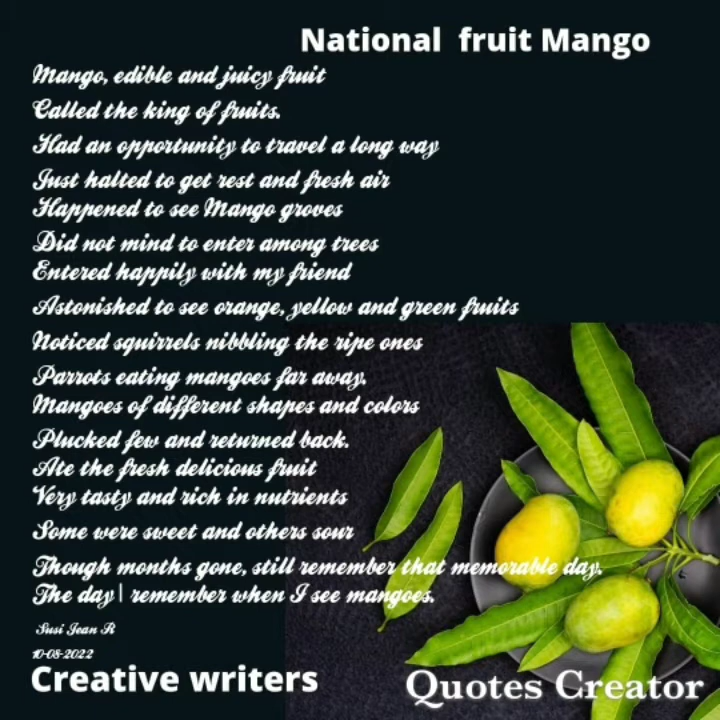 National fruit Mango
Mango, edible and juicy fruit
Called the king of fruits.
Had an opportunity to travel a long way
Just halted to get rest and fresh air
Happened to see Mango groves
Did not mind to enter among trees
Entered happily with my friend
Astonished to see orange, yellow and green fruits
Noticed squirrels nibbling the ripe ones
Parrots eating mangoes far away.
Mangoes of different shapes and colors
Plucked few and returned back.
Ate the fresh delicious fruit
Very tasty and rich in nutrients
Some were sweet and others sour
Though months gone, still remember that memorable day.
The day| remember when I see mangoes.
Susi Jean R
10-08-2022
Creative writers
Quotes Creator